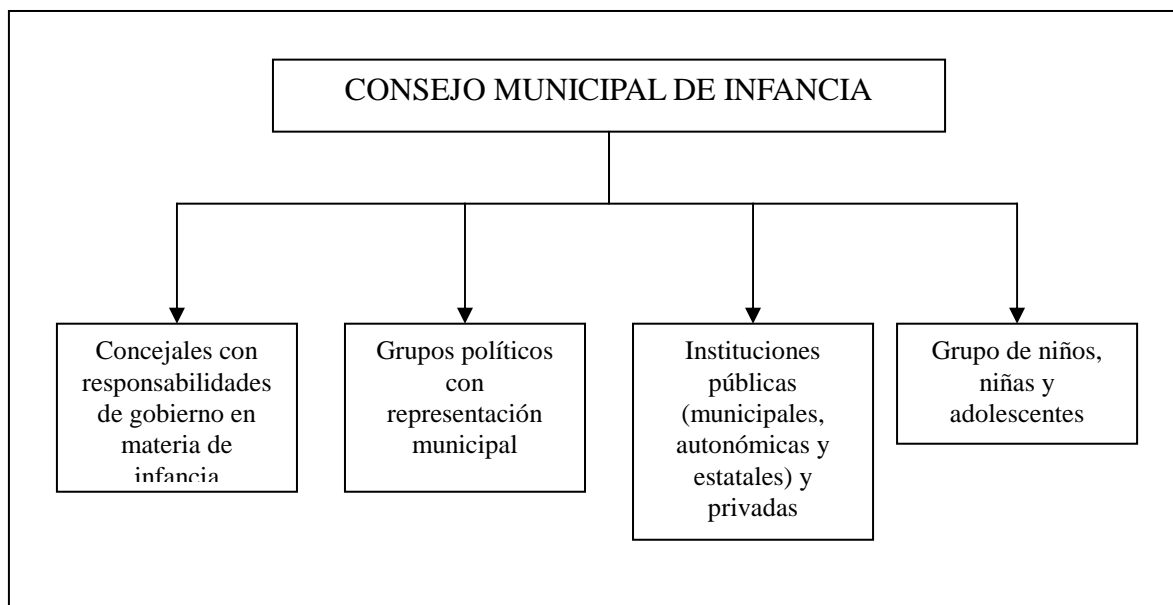 CONSEJO MUNICIPAL DE INFANCIA
Concejales con
responsabilidades
de gobierno en
materia de
infancia
Grupos políticos
con
representación
municipal
Instituciones
públicas
(municipales,
autonómicas y
estatales) y
privadas
Grupo de niños,
niñas y
adolescentes